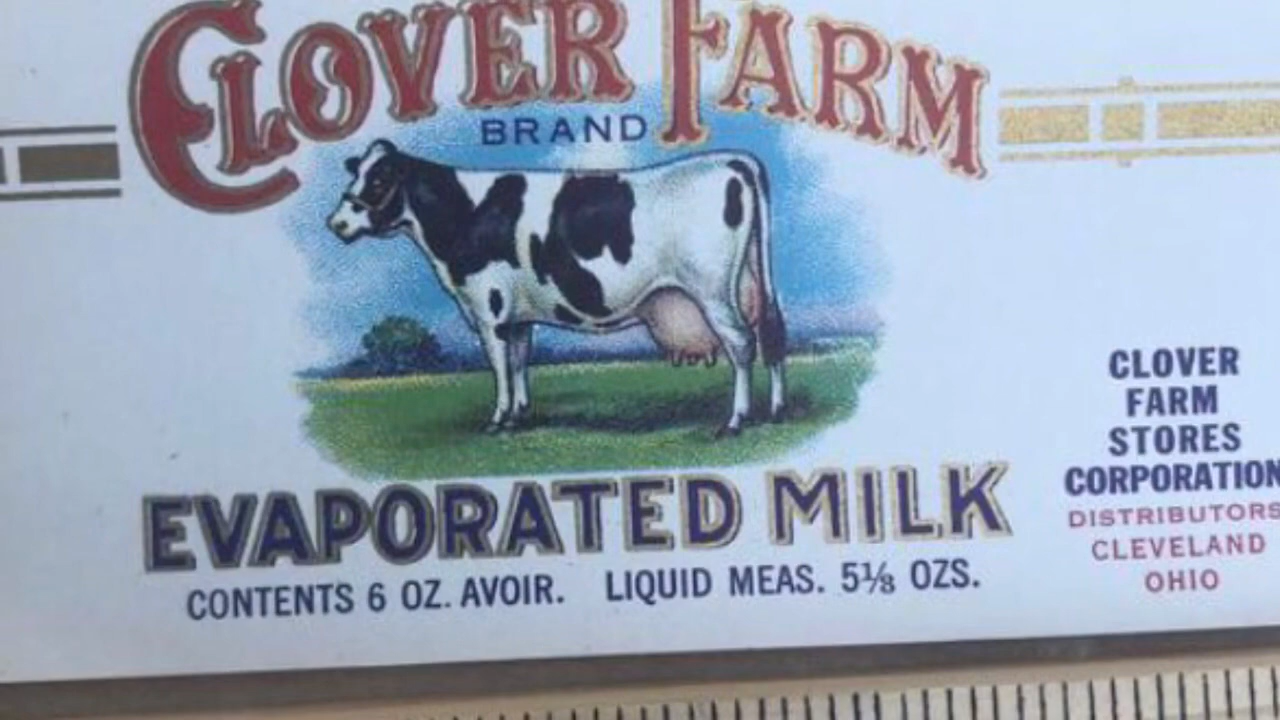 CLOVER FARM
BRAND
EVAPORATED MILK
CONTENTS 6 OZ. AVOIR. LIQUID MEAS. 5⅛ OZS.
CLOVER
FARM
STORES
CORPORATION
DISTRIBUTORS
CLEVELAND
OHIO